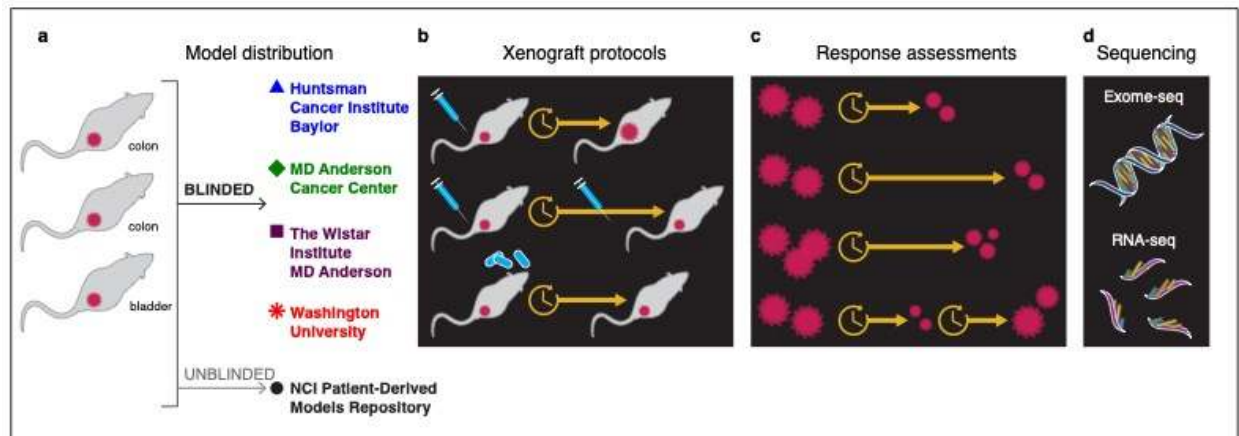 a
Model distribution
colon
colon
bladder
BLINDED
UNBLINDED
Huntsman
Cancer Institute
Baylor
MD Anderson
Cancer Center
The Wistar
Institute
MD Anderson
Washington
University
NCI Patient-Derived
Models Repository
b
Xenograft protocols
c
Response assessments
d
Sequencing
Exome-seq
RNA-seq